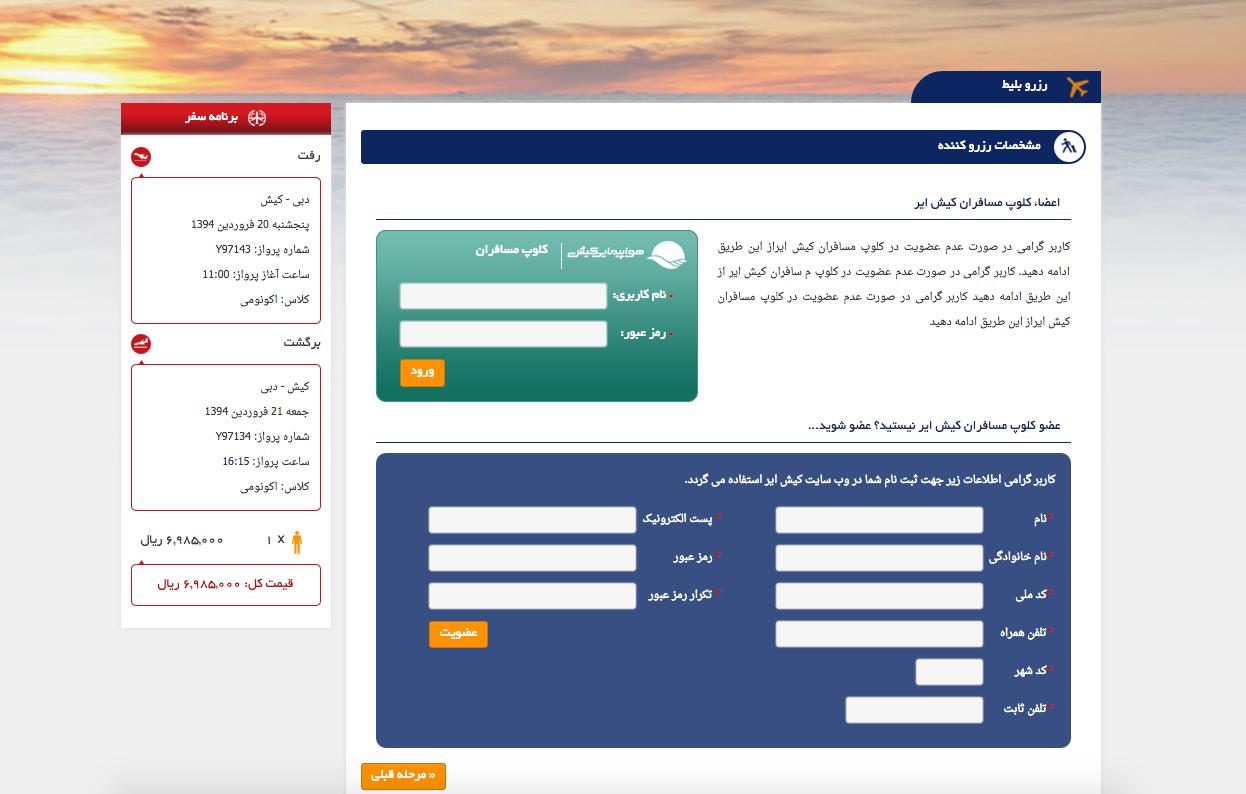 رزرو بلیط
مشخصات رزرو کننده
اعضاء کلوپ مسافران کیش ایر
کاربر گرامی در صورت عدم عضویت در کلوپ مسافران کیش ایراز این طریق
ادامه دهید. کاربر گرامی در صورت عدم عضویت در کلوپ م سافران کیش ایر از
این طریق ادامه دهید کاربر گرامی در صورت عدم عضویت در کلوپ مسافران
کیش ایراز این طریق ادامه دهید
هواپیمایی کیش | کلوپ مسافران
* نام کاربری:
* رمز عبور:
ورود
عضو کلوپ مسافران کیش ایر نیستید؟ عضو شوید...
کاربر گرامی اطلاعات زیر جهت ثبت نام شما در وب سایت کیش ایر استفاده می گردد.
*نام
*نام خانوادگی
*کد ملی
*تلفن همراه
*کد شهر
*تلفن ثابت
* پست الکترونیک
* رمز عبور
* تکرار رمز عبور
عضویت
« مرحله قبلی
برنامه سفر
رفت
دبی - کیش
پنجشنبه 20 فروردین 1394
شماره پرواز: Y97143
ساعت آغاز پرواز: 11:00
کلاس: اکونومی
برگشت
کیش - دبی
جمعه 21 فروردین 1394
شماره پرواز: Y97134
ساعت پرواز: 16:15
کلاس: اکونومی
۱ x ۶,۹۸۵,۰۰۰ ریال
قیمت کل: ۶,۹۸۵,۰۰۰ ریال